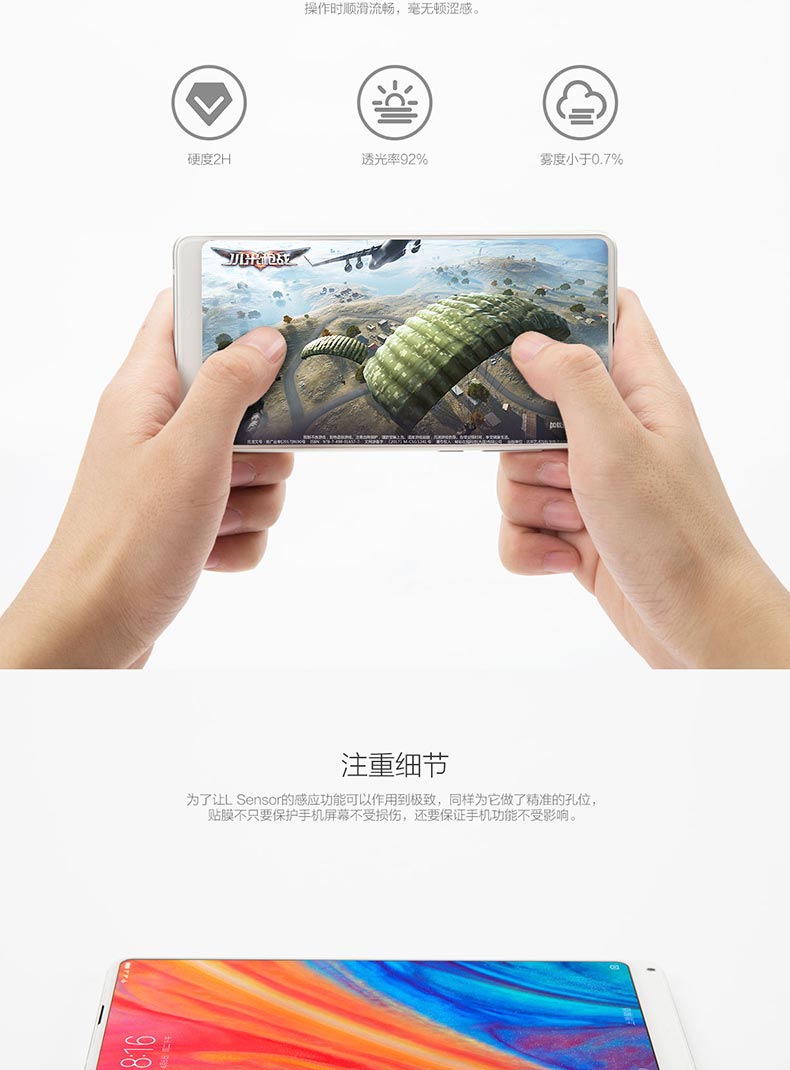 操作时顺滑流畅，毫无顿涩感。
硬度2H
透光率92%
雾度小于0.7%
小米枪战
注重细节
为了让L Sensor的感应功能可以作用到极致，同样为它做了精准的孔位，
贴膜不只要保护手机屏幕不受损伤，还要保证手机功能不受影响。
8:16